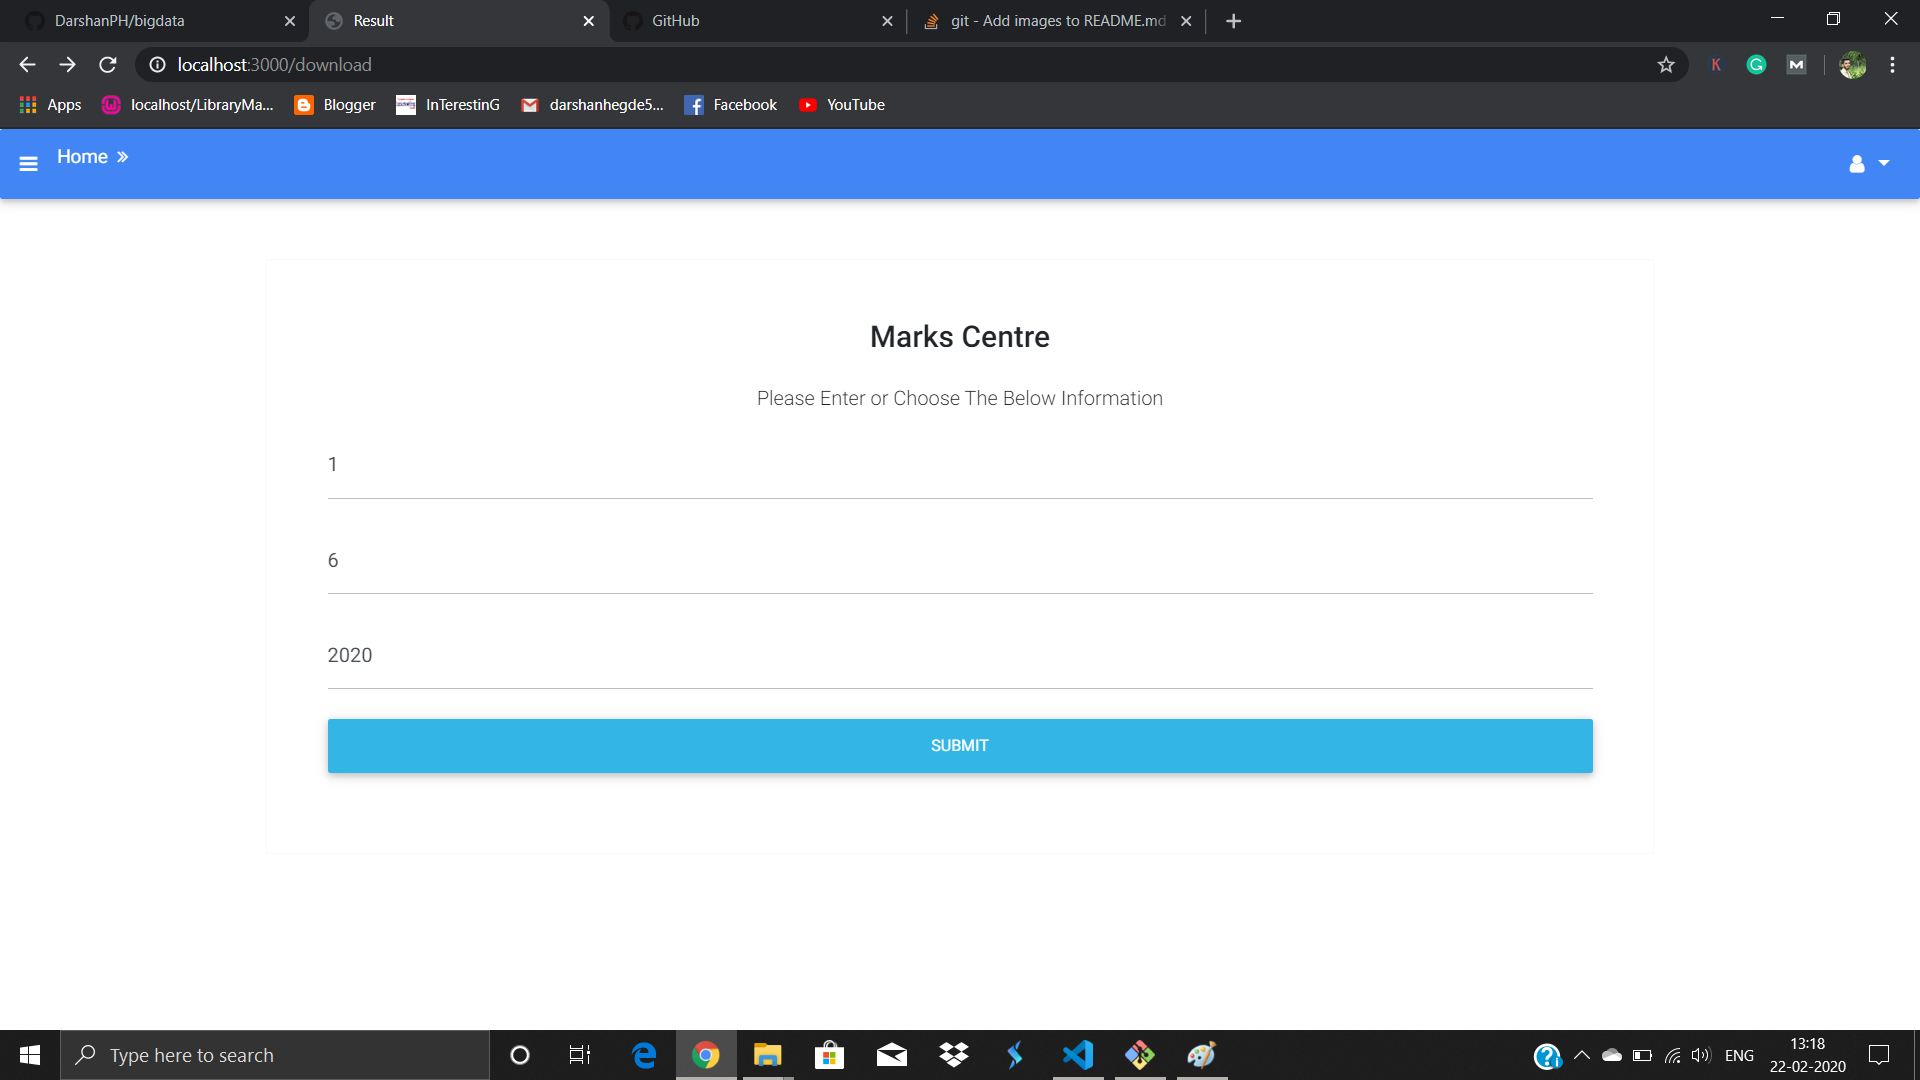 DarshanPH/bigdata
Result
GitHub
git - Add images to README.md
localhost:3000/download
K
G
M
Apps
localhost/LibraryMa...
Blogger
InTerestinG
darshanhegde5...
Facebook
YouTube
Home »
Marks Centre
Please Enter or Choose The Below Information
1
6
2020
SUBMIT
Type here to search
ENG
13:18
22-02-2020